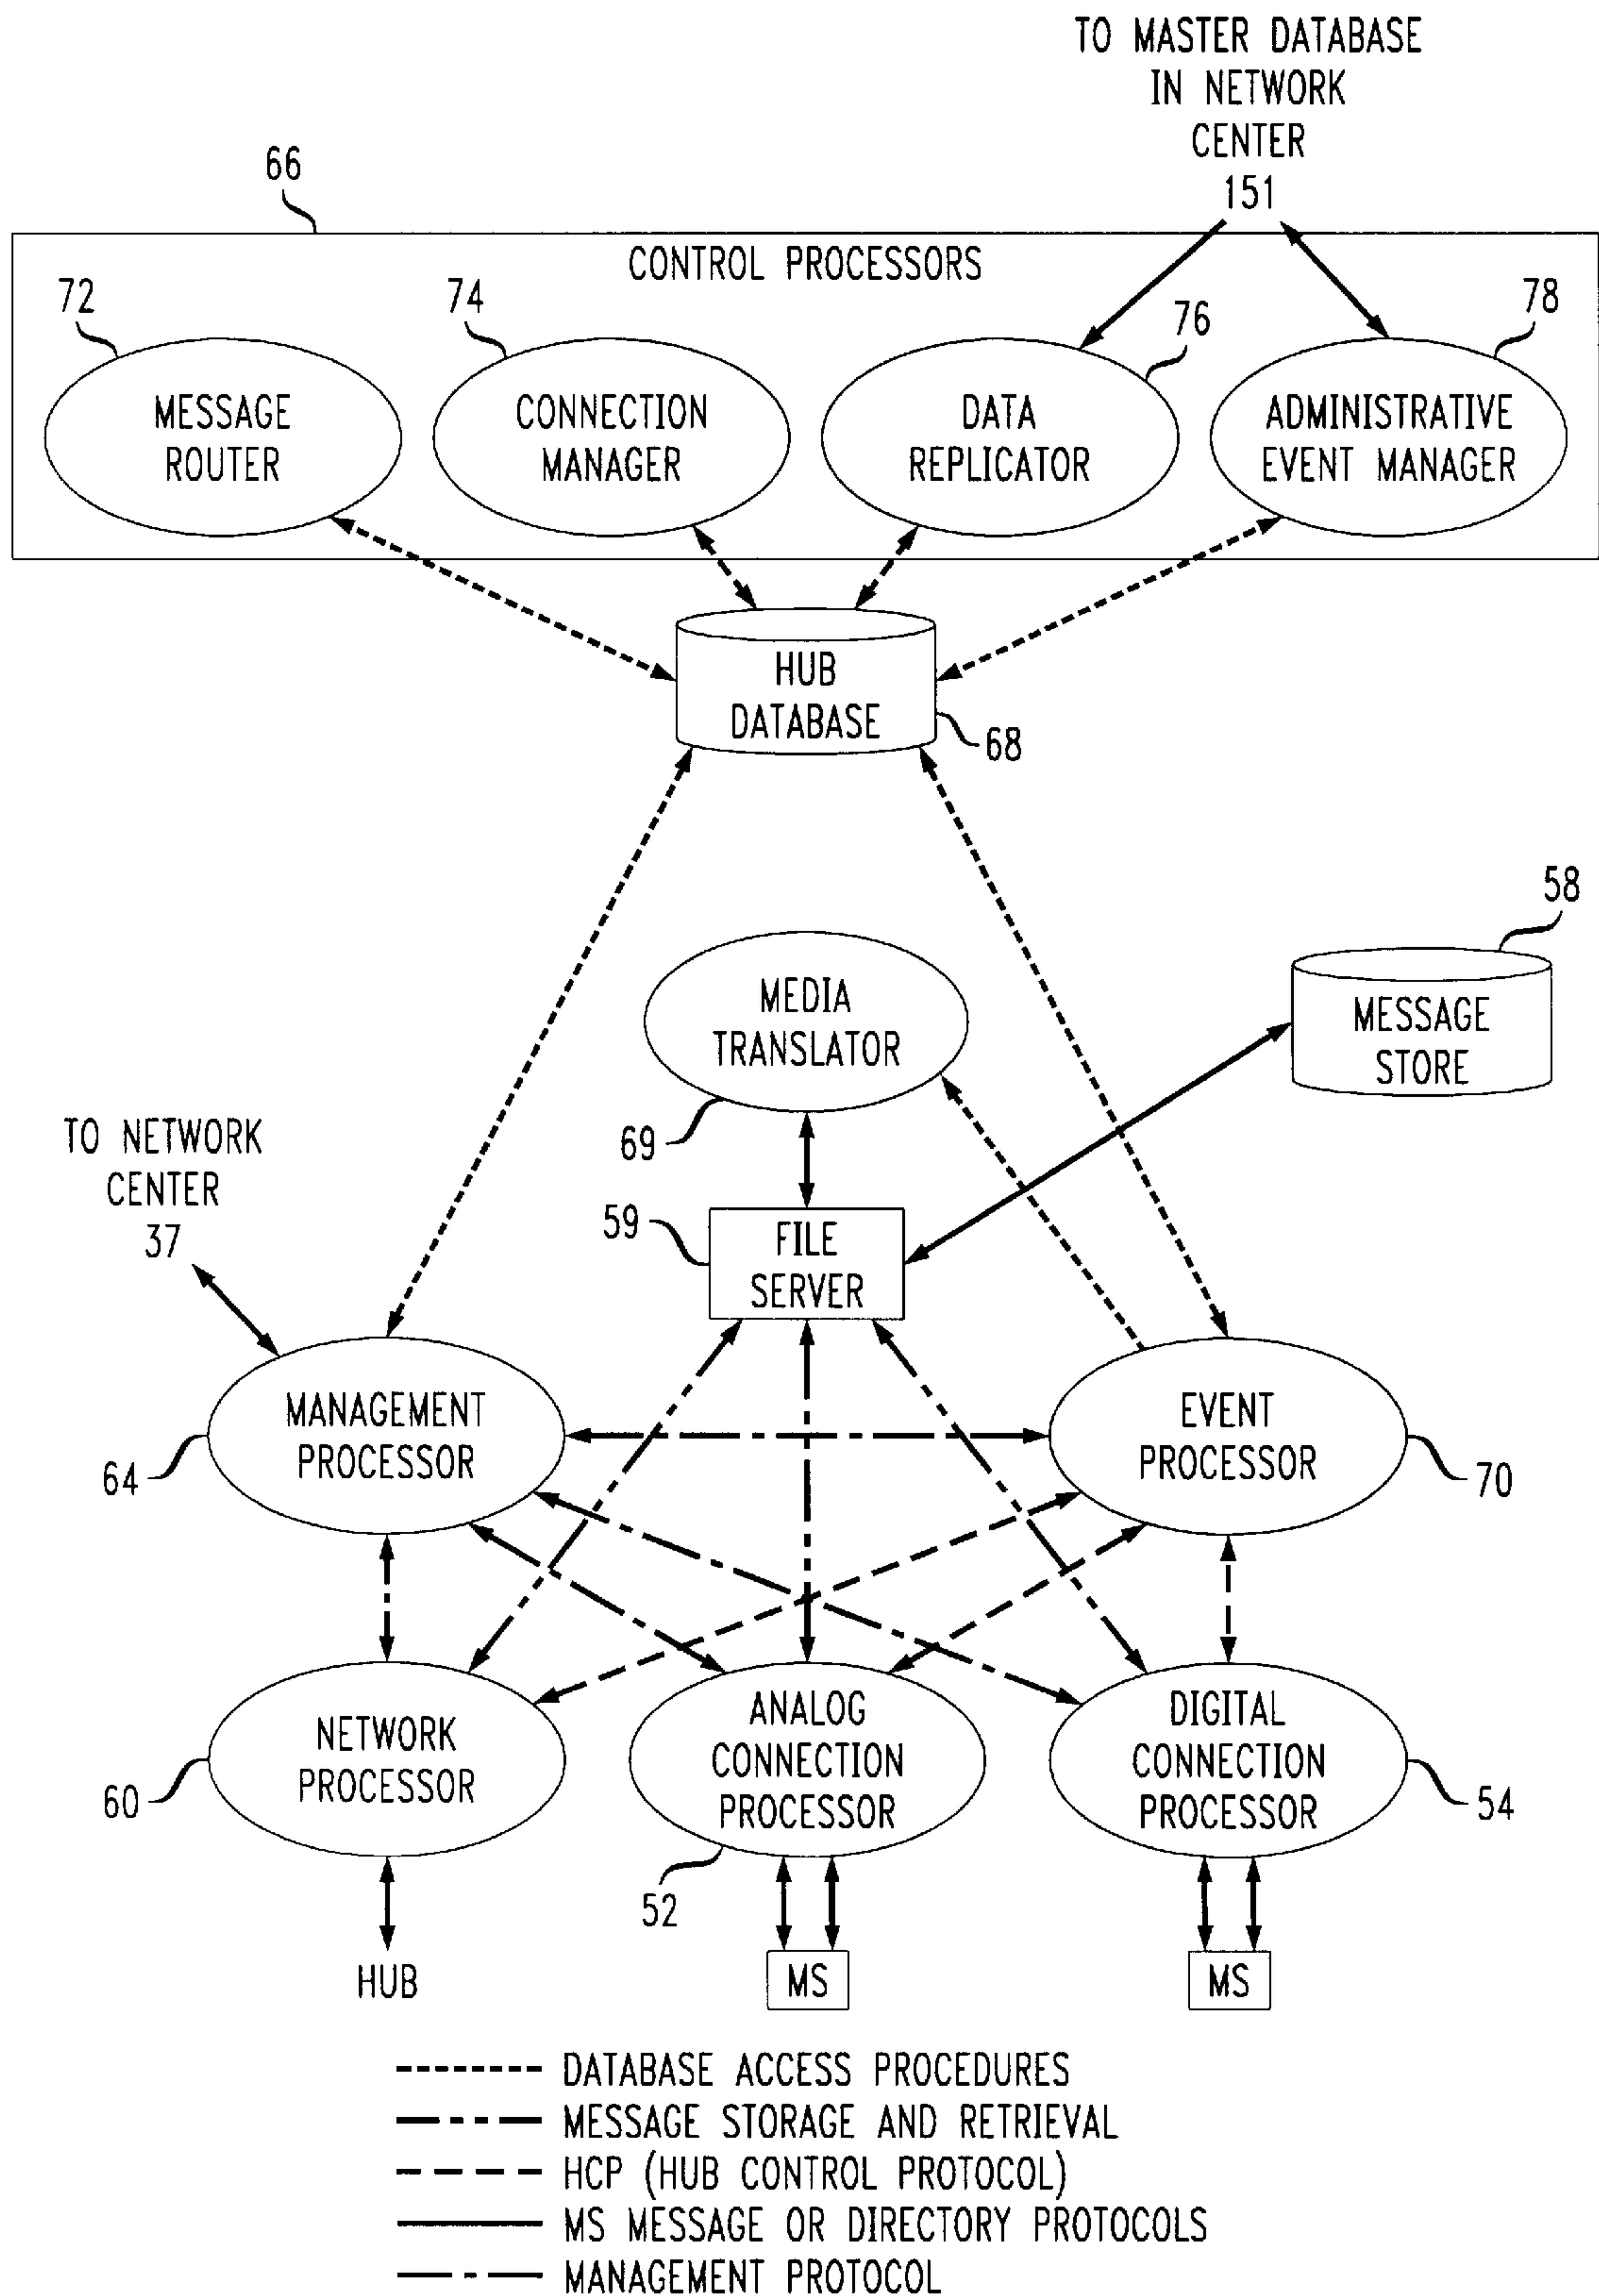 TO MASTER DATABASE
IN NETWORK
CENTER
151
66
CONTROL PROCESSORS
72
74
76
78
MESSAGE
ROUTER
CONNECTION
MANAGER
DATA
REPLICATOR
ADMINISTRATIVE
EVENT MANAGER
HUB
DATABASE
68
58
MEDIA
TRANSLATOR
MESSAGE
STORE
69
TO NETWORK
CENTER
37
59
FILE
SERVER
MANAGEMENT
PROCESSOR
64
EVENT
PROCESSOR
70
NETWORK
PROCESSOR
60
ANALOG
CONNECTION
PROCESSOR
52
DIGITAL
CONNECTION
PROCESSOR
54
HUB
MS
MS
DATABASE ACCESS PROCEDURES
MESSAGE STORAGE AND RETRIEVAL
HCP (HUB CONTROL PROTOCOL)
MS MESSAGE OR DIRECTORY PROTOCOLS
MANAGEMENT PROTOCOL